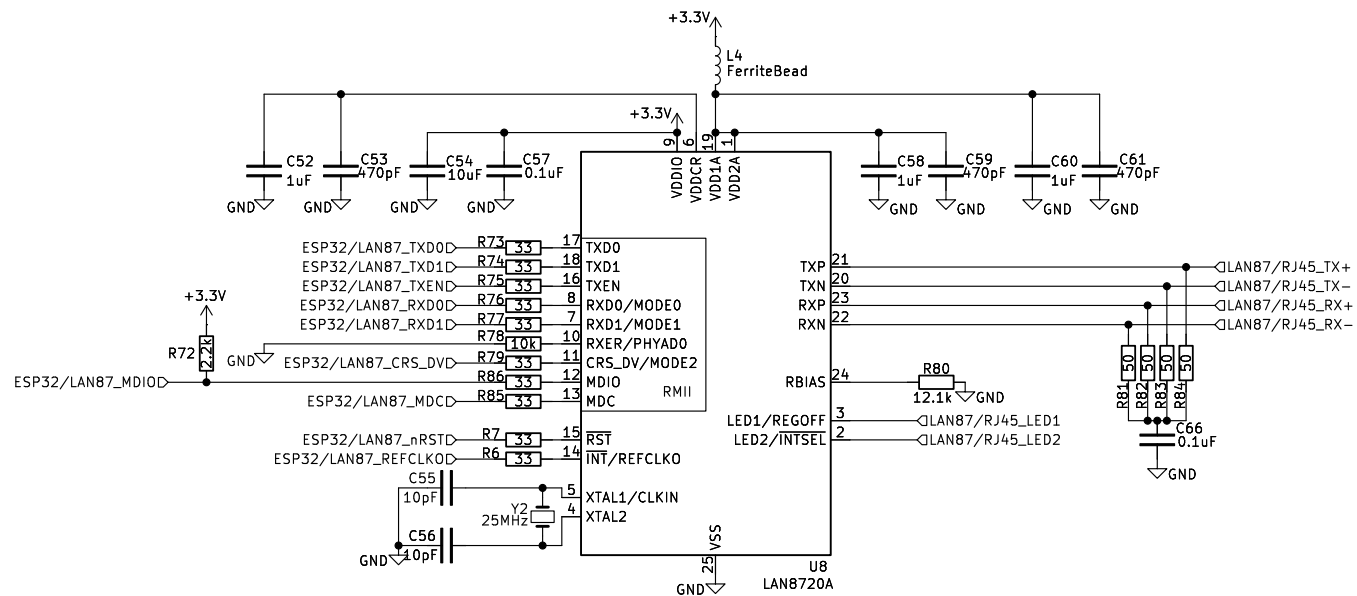 +3.3V
L4
FerriteBead
+3.3V
9
6
19
1
VDDIO
VDDCR
VDD1A
VDD2A
C52
1uF
GND
C53
470pF
GND
C54
10uF
GND
C57
0.1uF
GND
C58
1uF
GND
C59
470pF
GND
C60
1uF
GND
C61
470pF
GND
ESP32/LAN87_TXD0 R73 33 17 TXD0
ESP32/LAN87_TXD1 R74 33 18 TXD1
ESP32/LAN87_TXEN R75 33 16 TXEN
ESP32/LAN87_RXD0 R76 33 8 RXD0/MODE0
ESP32/LAN87_RXD1 R77 33 7 RXD1/MODE1
GND R78 10k 10 RXER/PHYAD0
ESP32/LAN87_CRS_DV R79 33 11 CRS_DV/MODE2
+3.3V
R72 2.2k
ESP32/LAN87_MDIO R86 33 12 MDIO
ESP32/LAN87_MDC R85 33 13 MDC
RMII
ESP32/LAN87_nRST R7 33 15 RST
ESP32/LAN87_REFCLKO R6 33 14 INT/REFCLKO
C55
10pF
5 XTAL1/CLKIN
Y2
25MHz
4 XTAL2
C56
10pF
GND
TXP 21 LAN87/RJ45_TX+
TXN 20 LAN87/RJ45_TX-
RXP 23 LAN87/RJ45_RX+
RXN 22 LAN87/RJ45_RX-
R81 50
R82 50
R83 50
R84 50
RBIAS 24 R80
12.1k
GND
LED1/REGOFF 3 LAN87/RJ45_LED1
LED2/INTSEL 2 LAN87/RJ45_LED2
C66
0.1uF
GND
VSS
25
GND
U8
LAN8720A